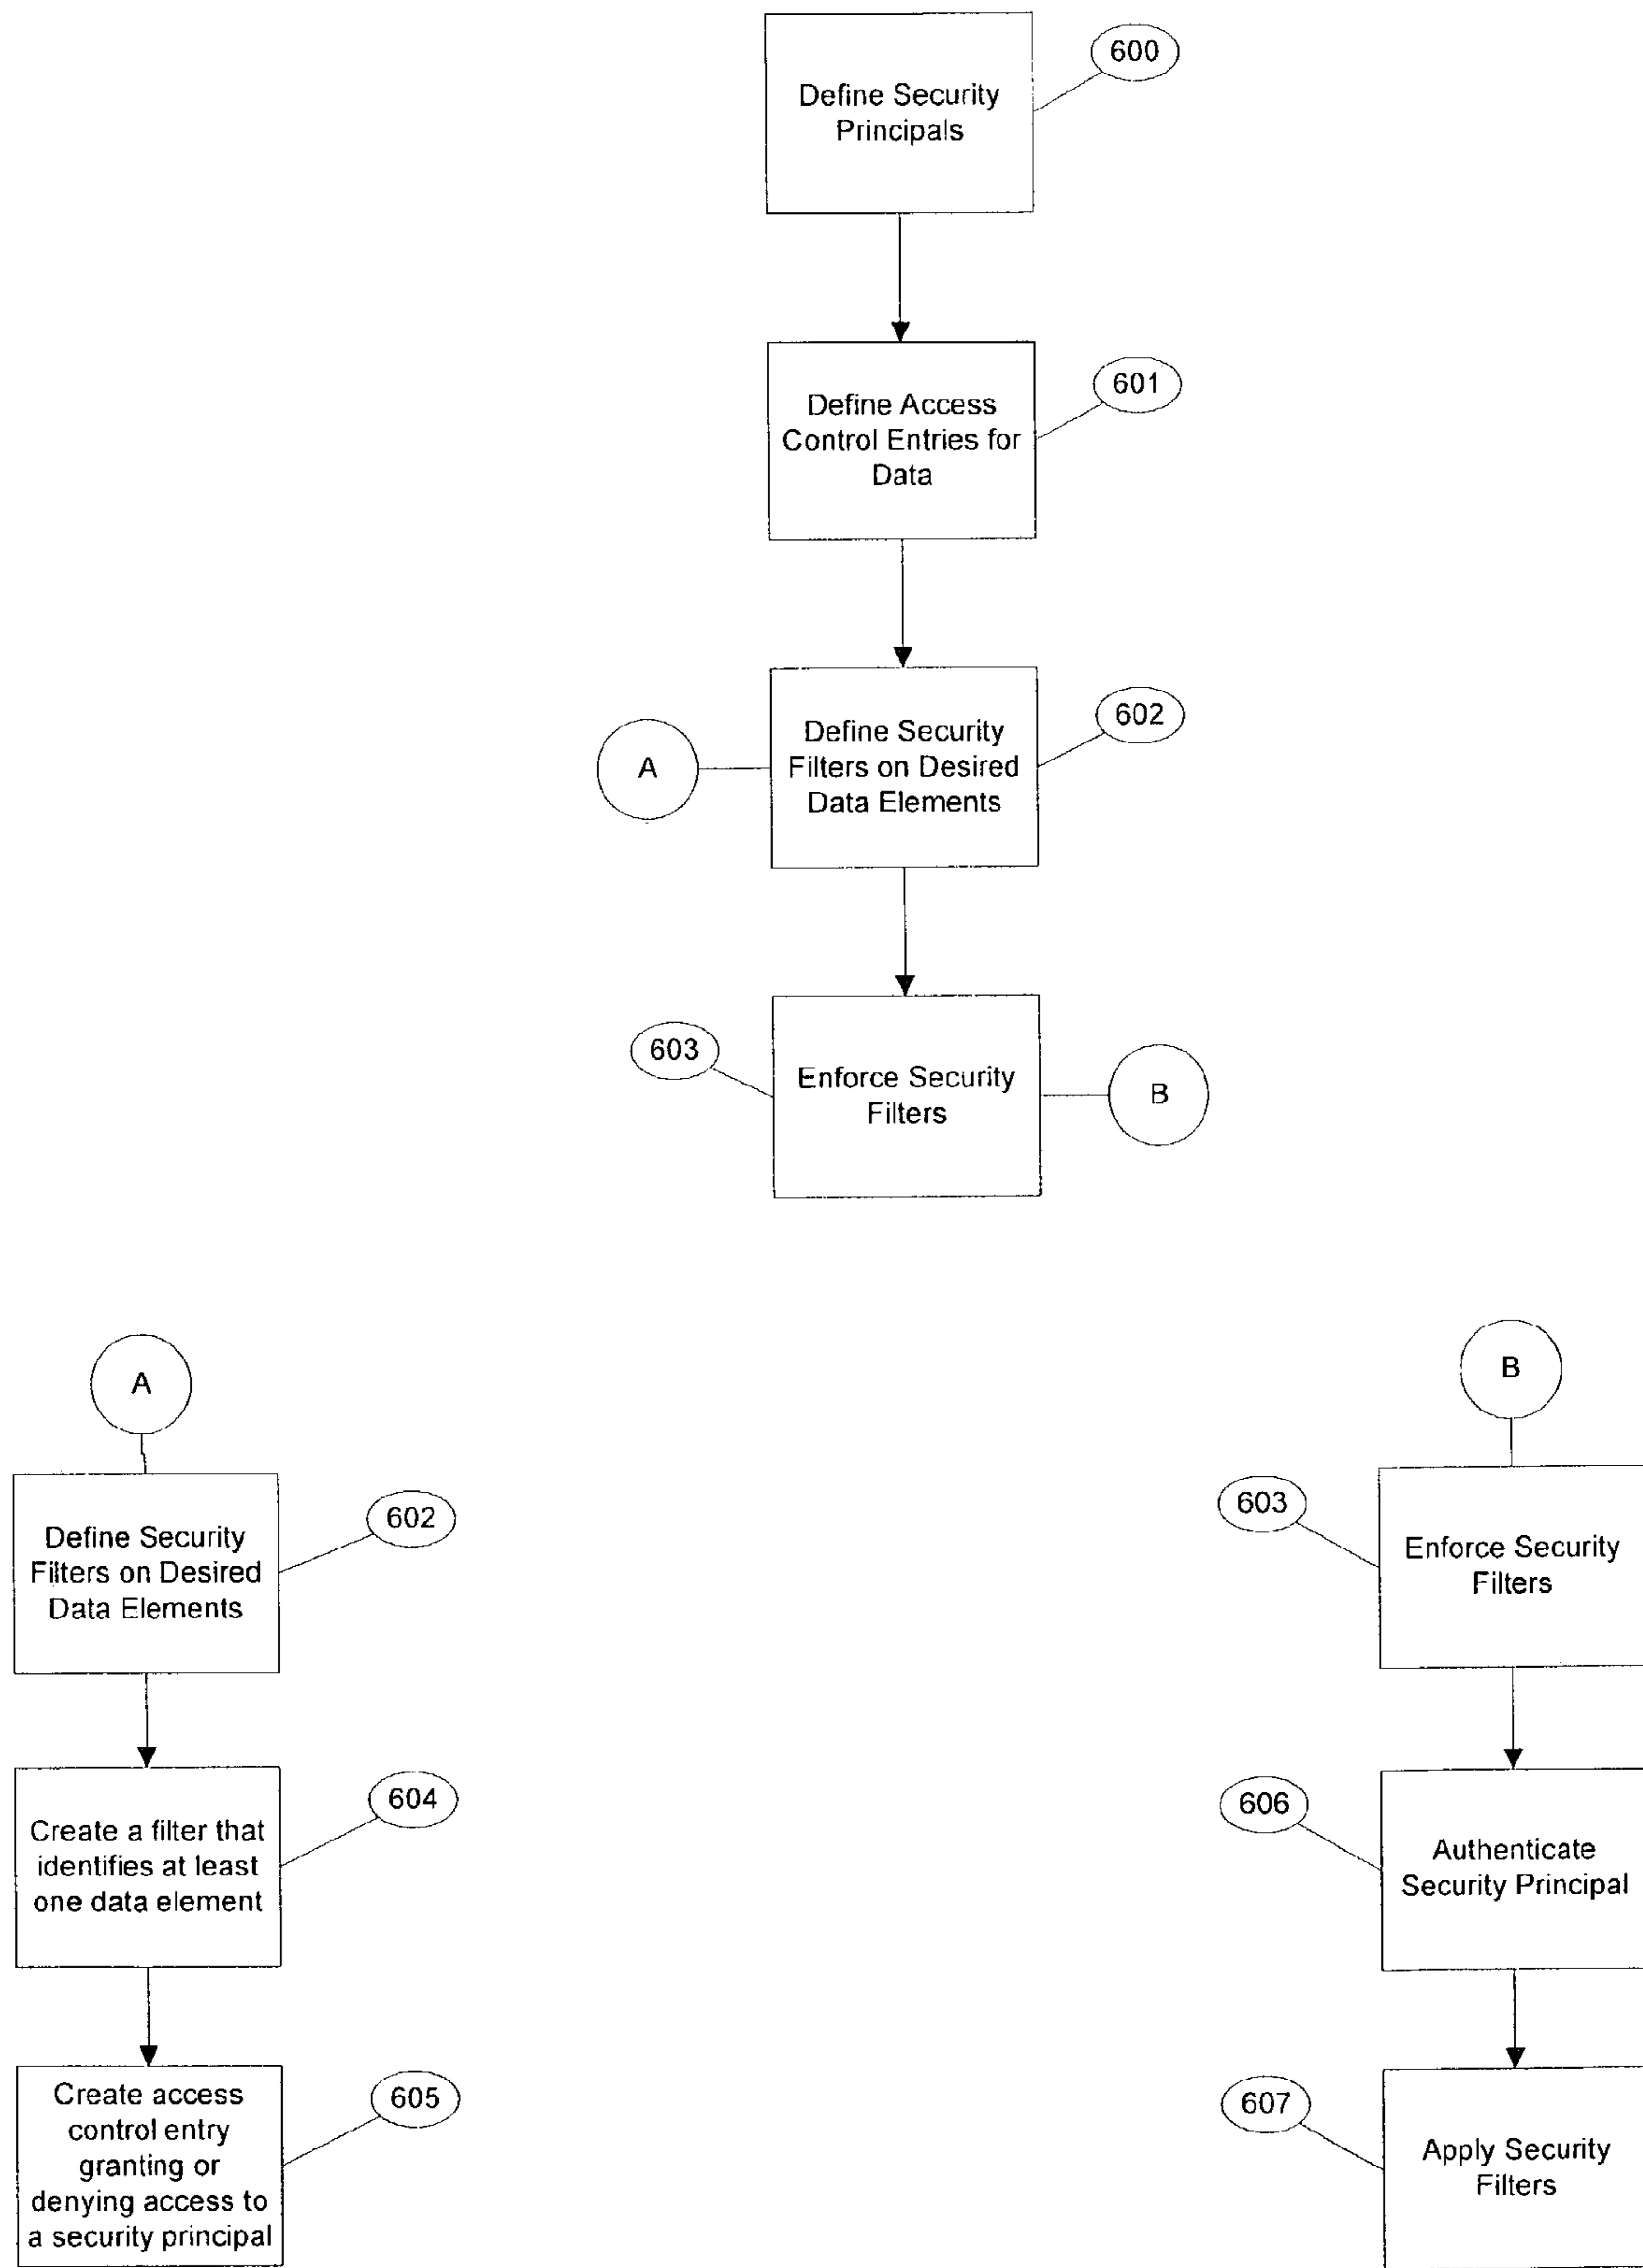 600
Define Security
Principals
601
Define Access
Control Entries for
Data
602
Define Security
Filters on Desired
Data Elements
A
603
Enforce Security
Filters
B
A
602
Define Security
Filters on Desired
Data Elements
604
Create a filter that
identifies at least
one data element
605
Create access
control entry
granting or
denying access to
a security principal
B
603
Enforce Security
Filters
606
Authenticate
Security Principal
607
Apply Security
Filters